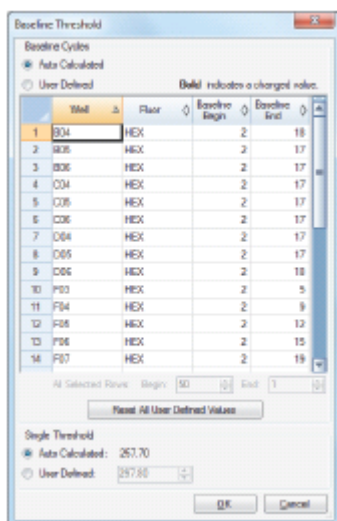 Baseline Threshold
Baseline Cycles
Auto Calculated
User Defined
Bold indicates a changed value.
Well Fluor Baseline Begin Baseline End
1 B04 HEX 2 18
2 B05 HEX 2 17
3 B06 HEX 2 17
4 C04 HEX 2 17
5 C05 HEX 2 17
6 C06 HEX 2 17
7 D04 HEX 2 17
8 D05 HEX 2 17
9 D06 HEX 2 18
10 F03 HEX 2 5
11 F04 HEX 2 9
12 F05 HEX 2 12
13 F06 HEX 2 15
14 F07 HEX 2 19
All Selected Rows: Begin: 50 End: 1
Reset All User Defined Values
Single Threshold
Auto Calculated: 267.70
User Defined: 297.80
OK Cancel